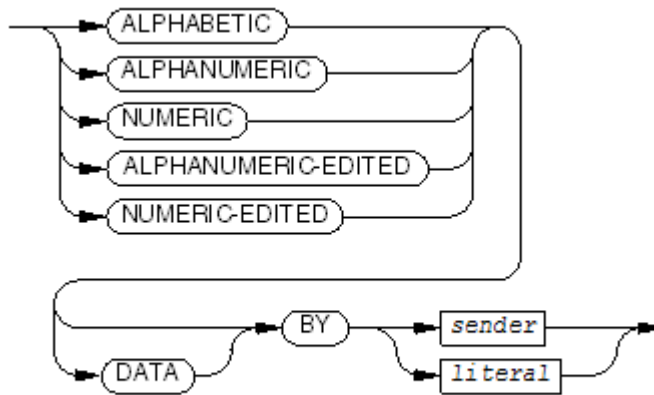 ALPHABETIC
ALPHANUMERIC
NUMERIC
ALPHANUMERIC-EDITED
NUMERIC-EDITED
BY sender
DATA literal